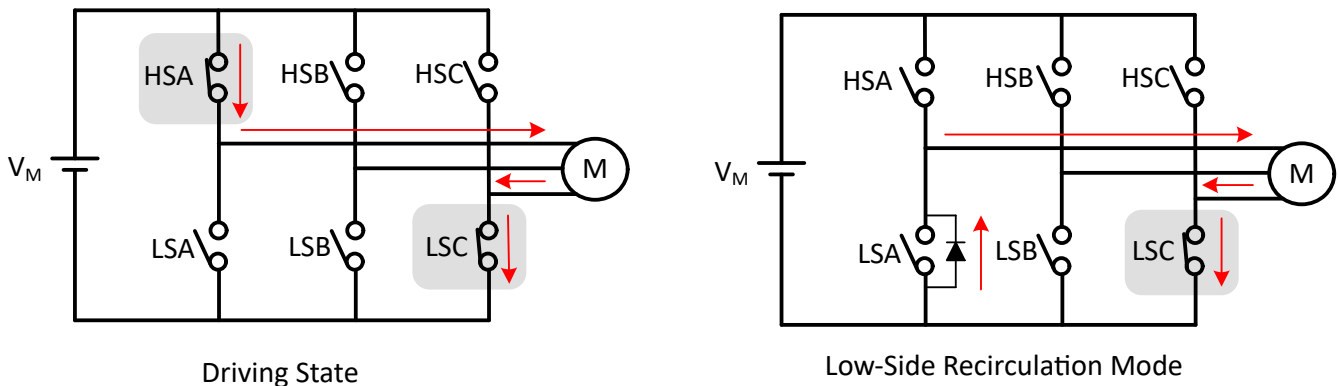 HSA
HSB
HSC
V_M
M
LSA
LSB
LSC
Driving State
HSA
HSB
HSC
V_M
M
LSA
LSB
LSC
Low-Side Recirculation Mode